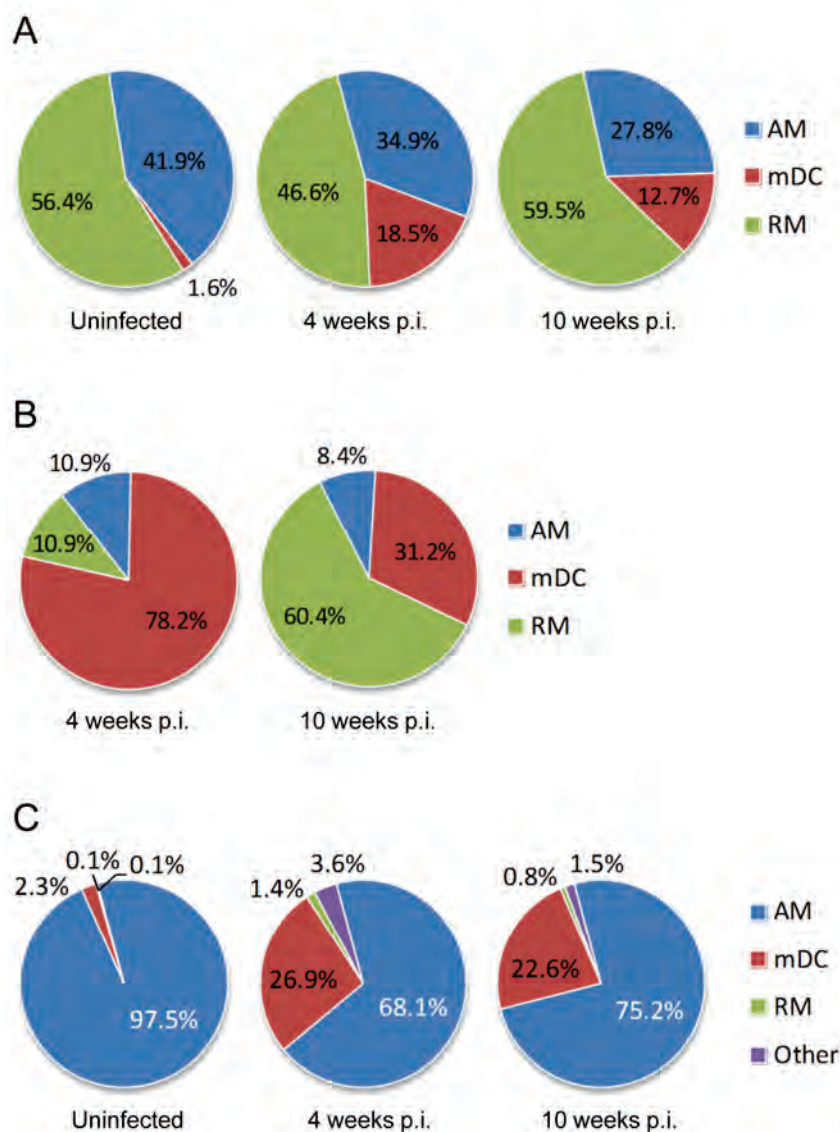 A
41.9%
56.4%
1.6%
Uninfected
34.9%
46.6%
18.5%
4 weeks p.i.
27.8%
12.7%
59.5%
10 weeks p.i.
AM
mDC
RM
B
10.9%
10.9%
78.2%
4 weeks p.i.
8.4%
31.2%
60.4%
10 weeks p.i.
AM
mDC
RM
C
2.3%
0.1%
0.1%
97.5%
Uninfected
3.6%
1.4%
26.9%
68.1%
4 weeks p.i.
1.5%
0.8%
22.6%
75.2%
10 weeks p.i.
AM
mDC
RM
Other